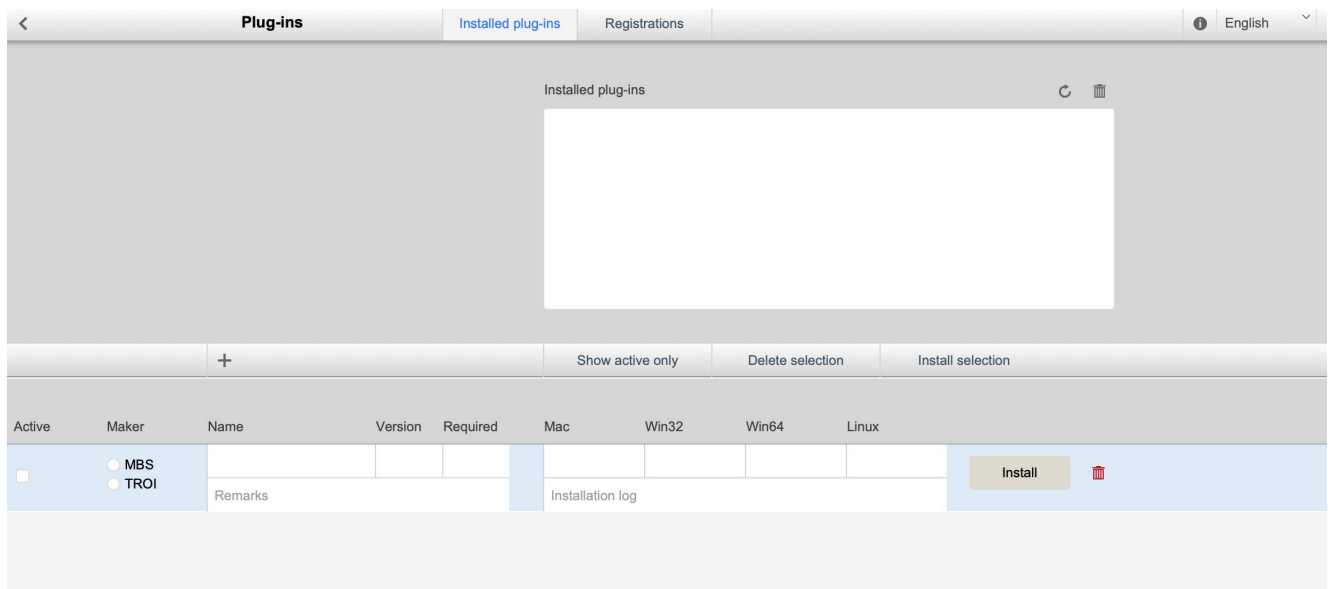 Plug-ins Installed plug-ins Registrations English
Installed plug-ins
Show active only Delete selection Install selection
Active Maker Name Version Required Mac Win32 Win64 Linux
MBS
TROI
Install
Remarks Installation log